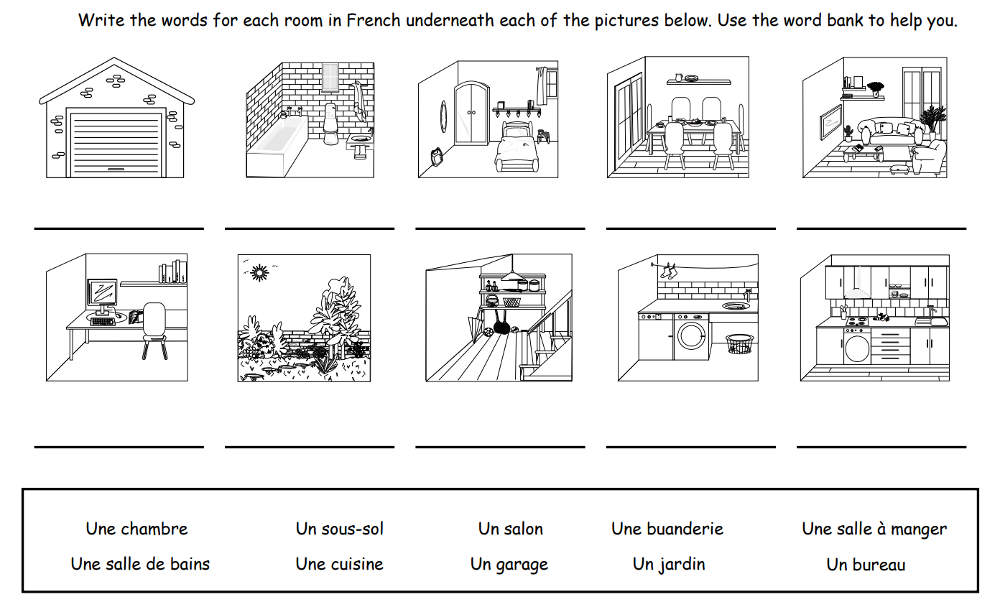 Write the words for each room in French underneath each of the pictures below. Use the word bank to help you.
Une chambre Un sous-sol Un salon Une buanderie Une salle à manger
Une salle de bains Une cuisine Un garage Un jardin Un bureau